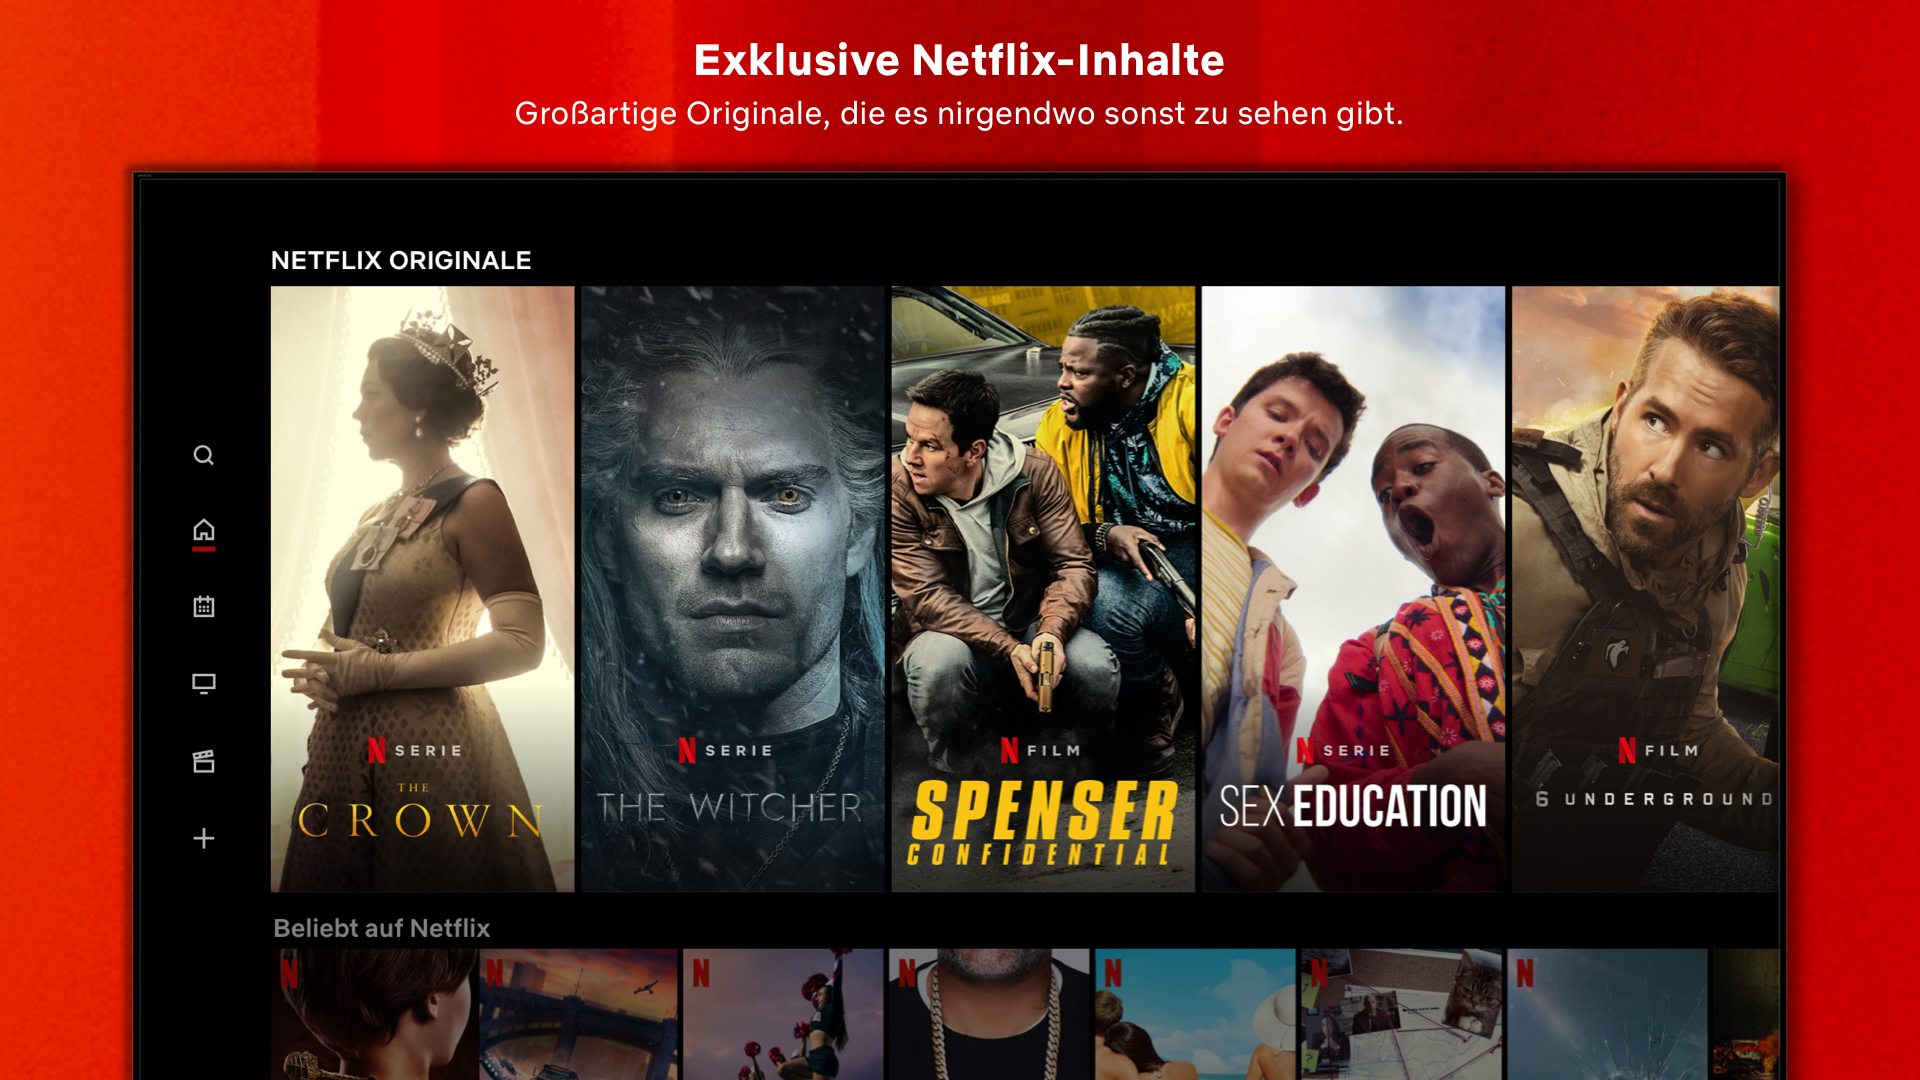 Exklusive Netflix-Inhalte
Großartige Originale, die es nirgendwo sonst zu sehen gibt.
NETFLIX ORIGINALE
N SERIE
THE
CROWN
N SERIE
THE WITCHER
N FILM
SPENSER
CONFIDENTIAL
N SERIE
SEX EDUCATION
N FILM
6 UNDERGROUND
Beliebt auf Netflix
N
N
N
N
N
N
N